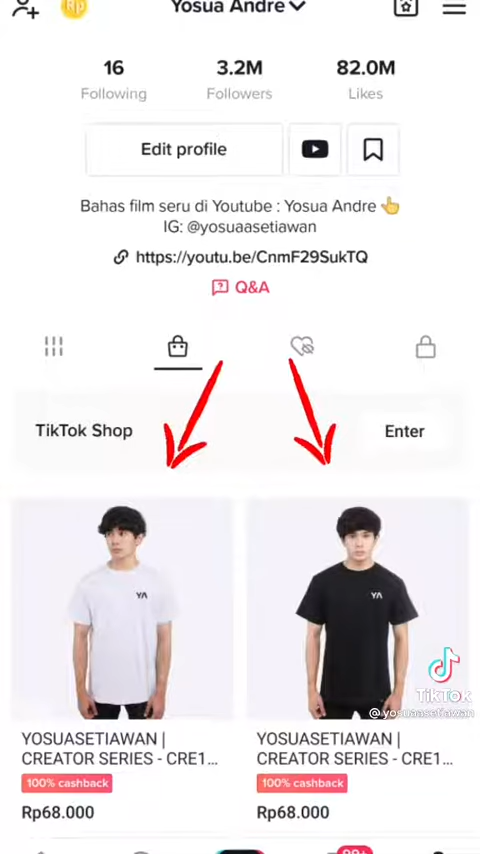 Rp
Yosua Andre
16
3.2M
82.0M
Following
Followers
Likes
Edit profile
Bahas film seru di Youtube : Yosua Andre
IG: @yosuaasetiawan
https://youtu.be/CnmF29SukTQ
Q&A
TikTok Shop
Enter
YA
YA
TikTok
@yosuaasetiawan
YOSUASETIAWAN |
CREATOR SERIES - CRE1...
100% cashback
Rp68.000
YOSUASETIAWAN |
CREATOR SERIES - CRE1...
100% cashback
Rp68.000